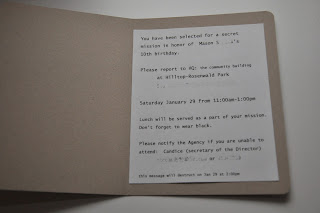 You have been selected for a secret
mission in honor of Mason S
10th birthday.
Please report to HQ: the community building
at Hilltop-Rosenwald Park
Saturday January 29 from 11:00am-1:00pm
Lunch will be served as a part of your mission.
Don't forget to wear black.
Please notify the Agency if you are unable to
attend: Candice (secretary of the Director)
or
this message will destruct on Jan 29 at 1:00pm